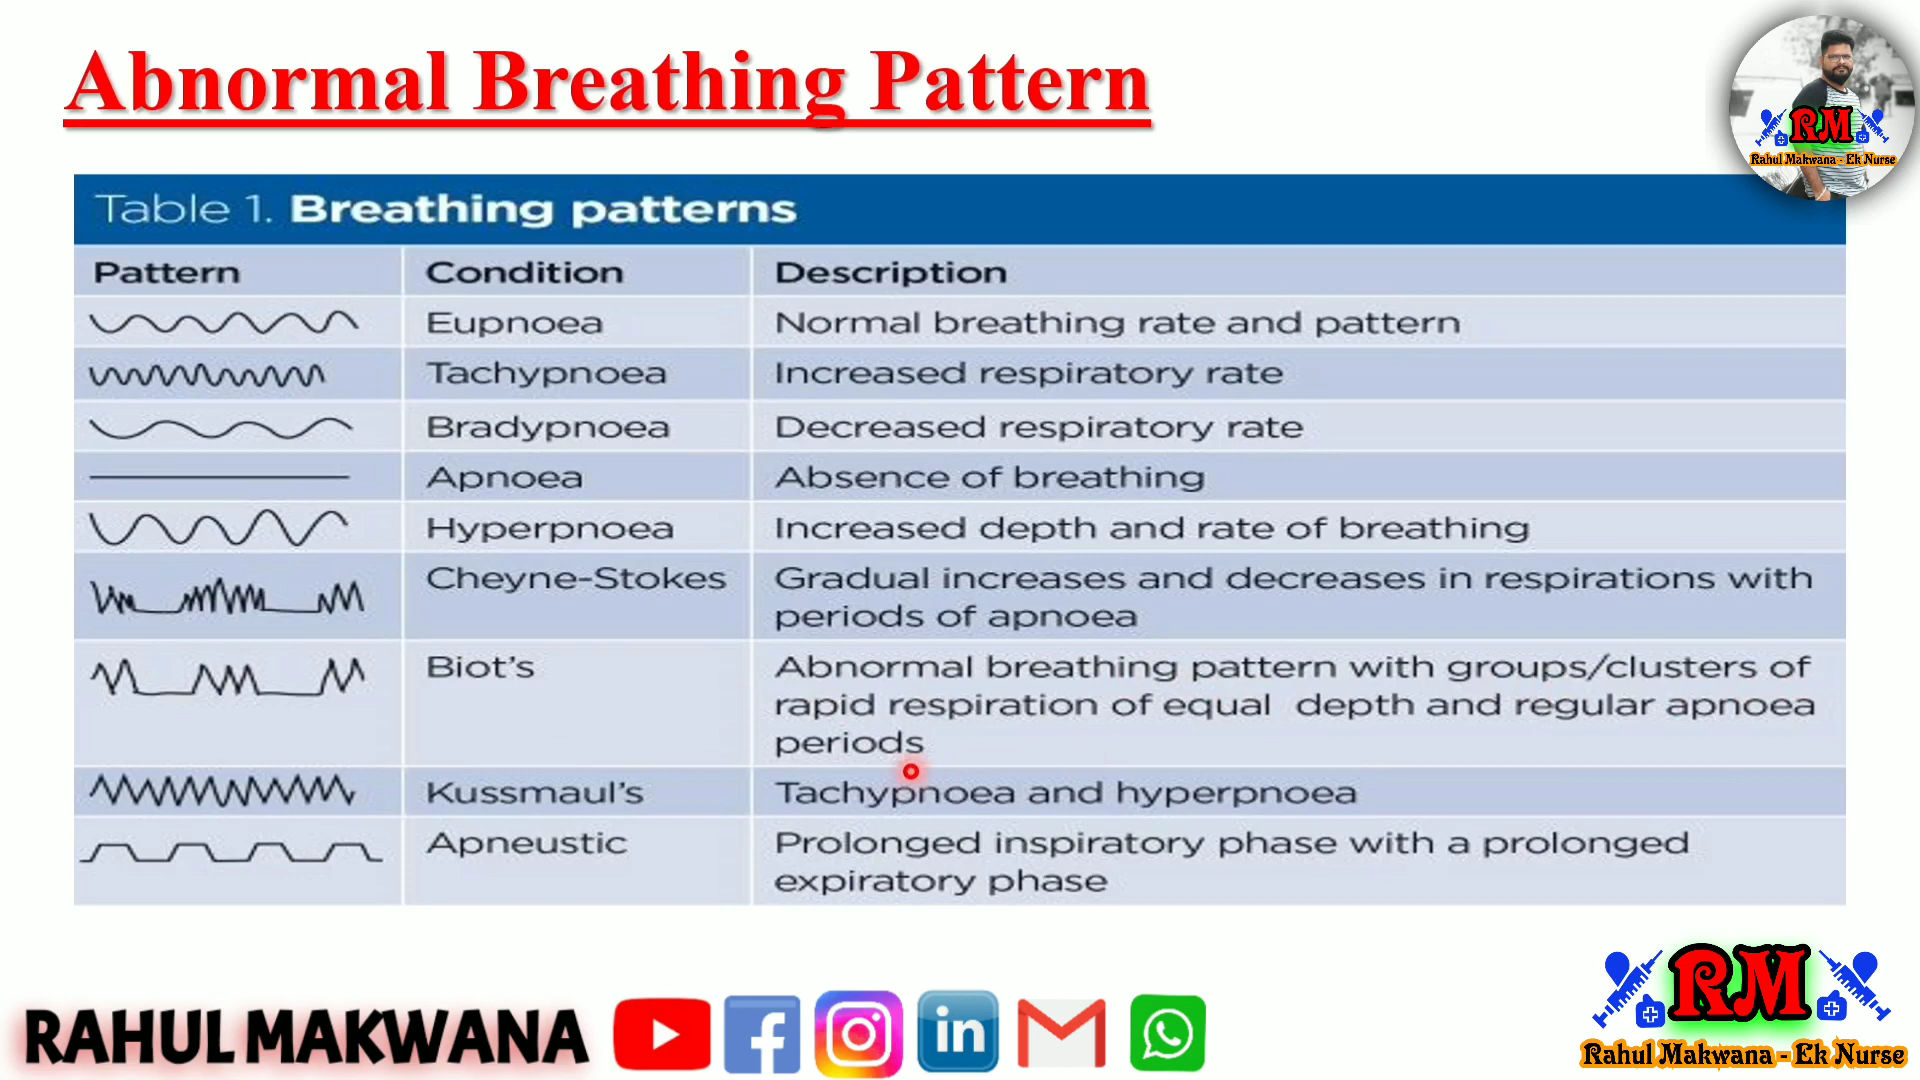 Abnormal Breathing Pattern
RM
Rahul Makwana - Ek Nurse
Table 1. Breathing patterns
Pattern Condition Description
Eupnoea Normal breathing rate and pattern
Tachypnoea Increased respiratory rate
Bradypnoea Decreased respiratory rate
Apnoea Absence of breathing
Hyperpnoea Increased depth and rate of breathing
Cheyne-Stokes Gradual increases and decreases in respirations with
periods of apnoea
Biot's Abnormal breathing pattern with groups/clusters of
rapid respiration of equal depth and regular apnoea
periods
Kussmaul's Tachypnoea and hyperpnoea
Apneustic Prolonged inspiratory phase with a prolonged
expiratory phase
RAHUL MAKWANA
f
in
RM
Rahul Makwana - Ek Nurse